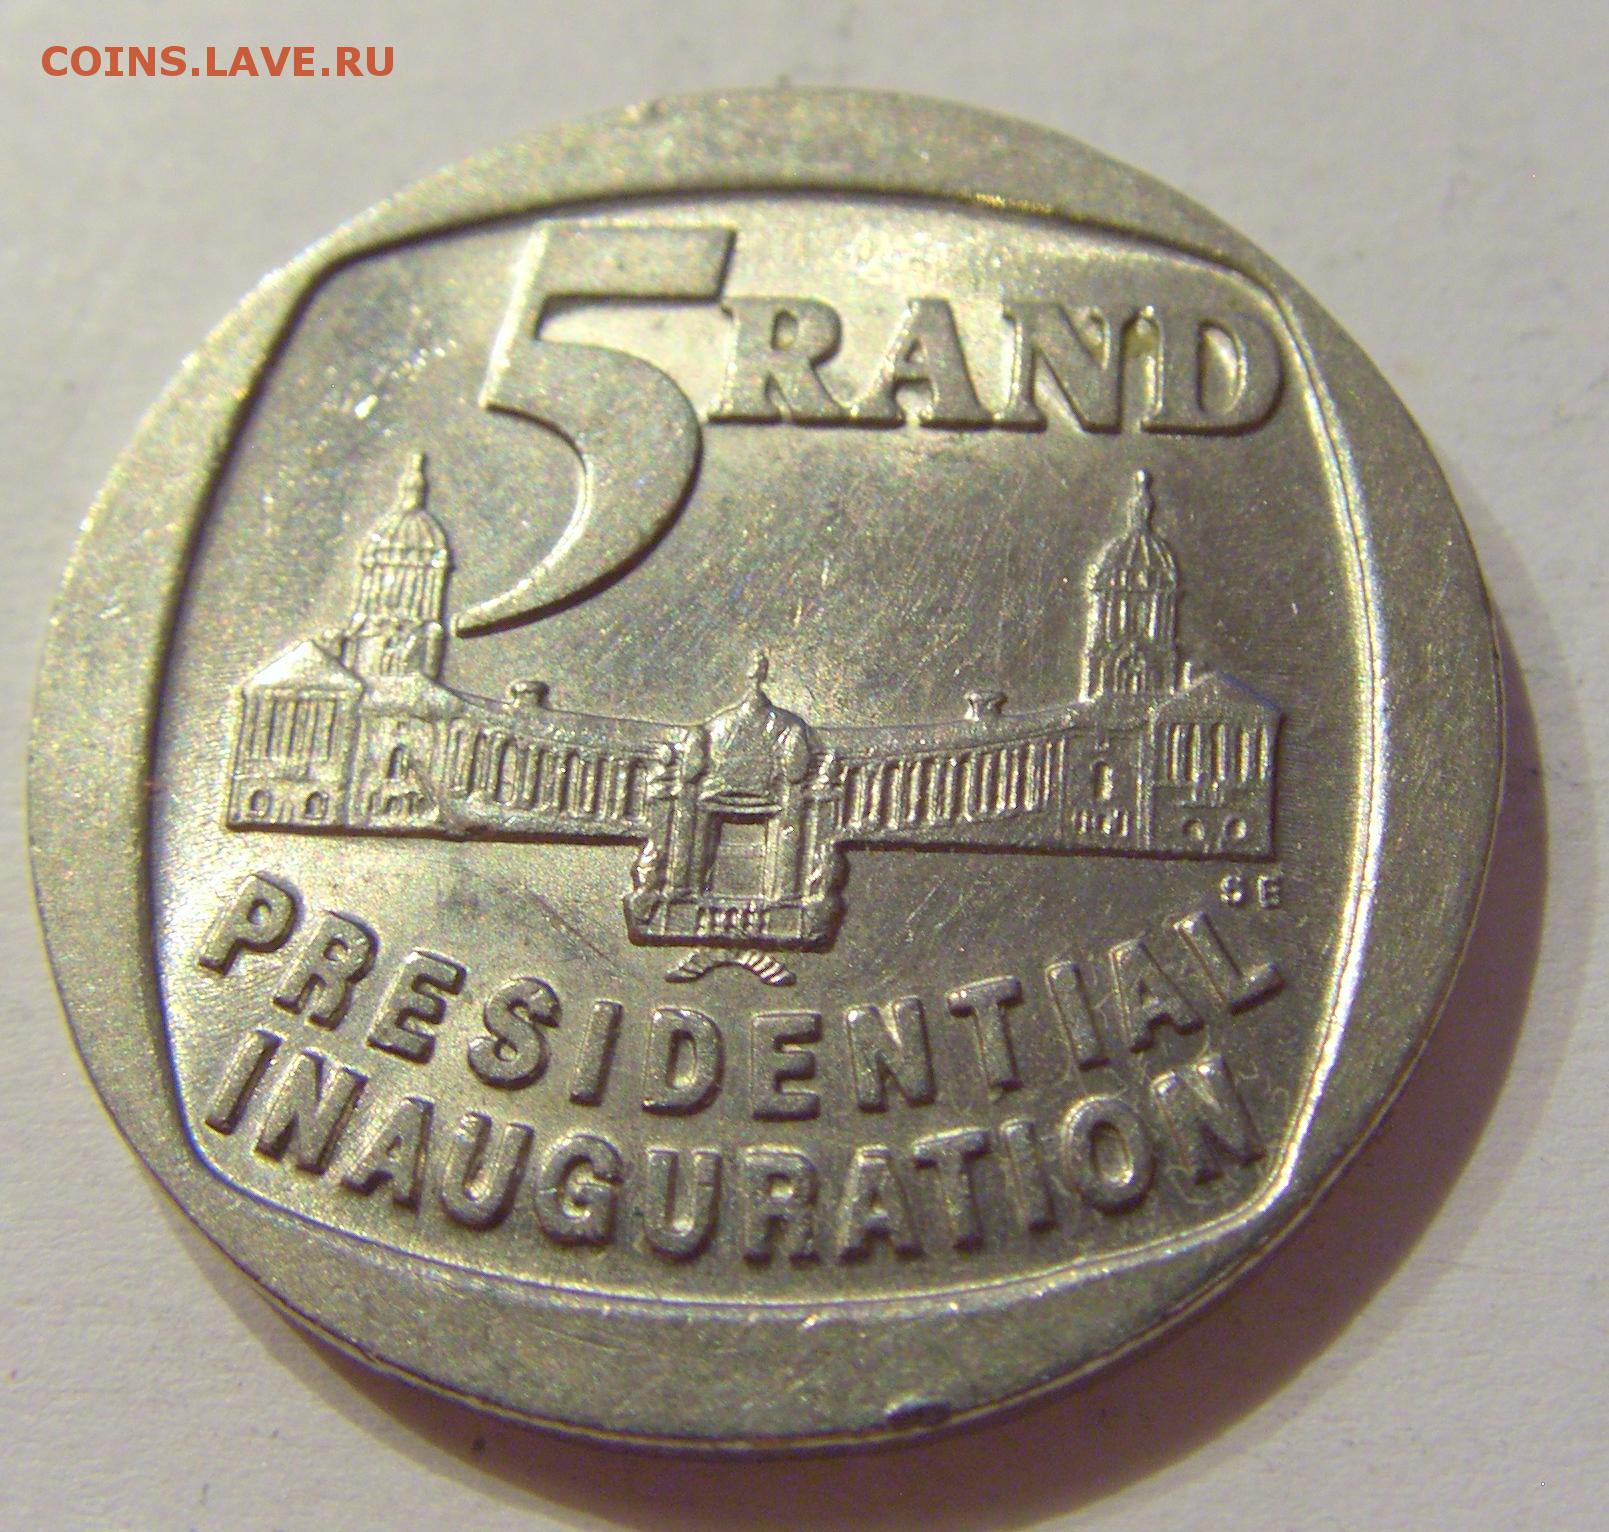 COINS.LAVE.RU
5 RAND
SE
PRESIDENTIAL
INAUGURATION